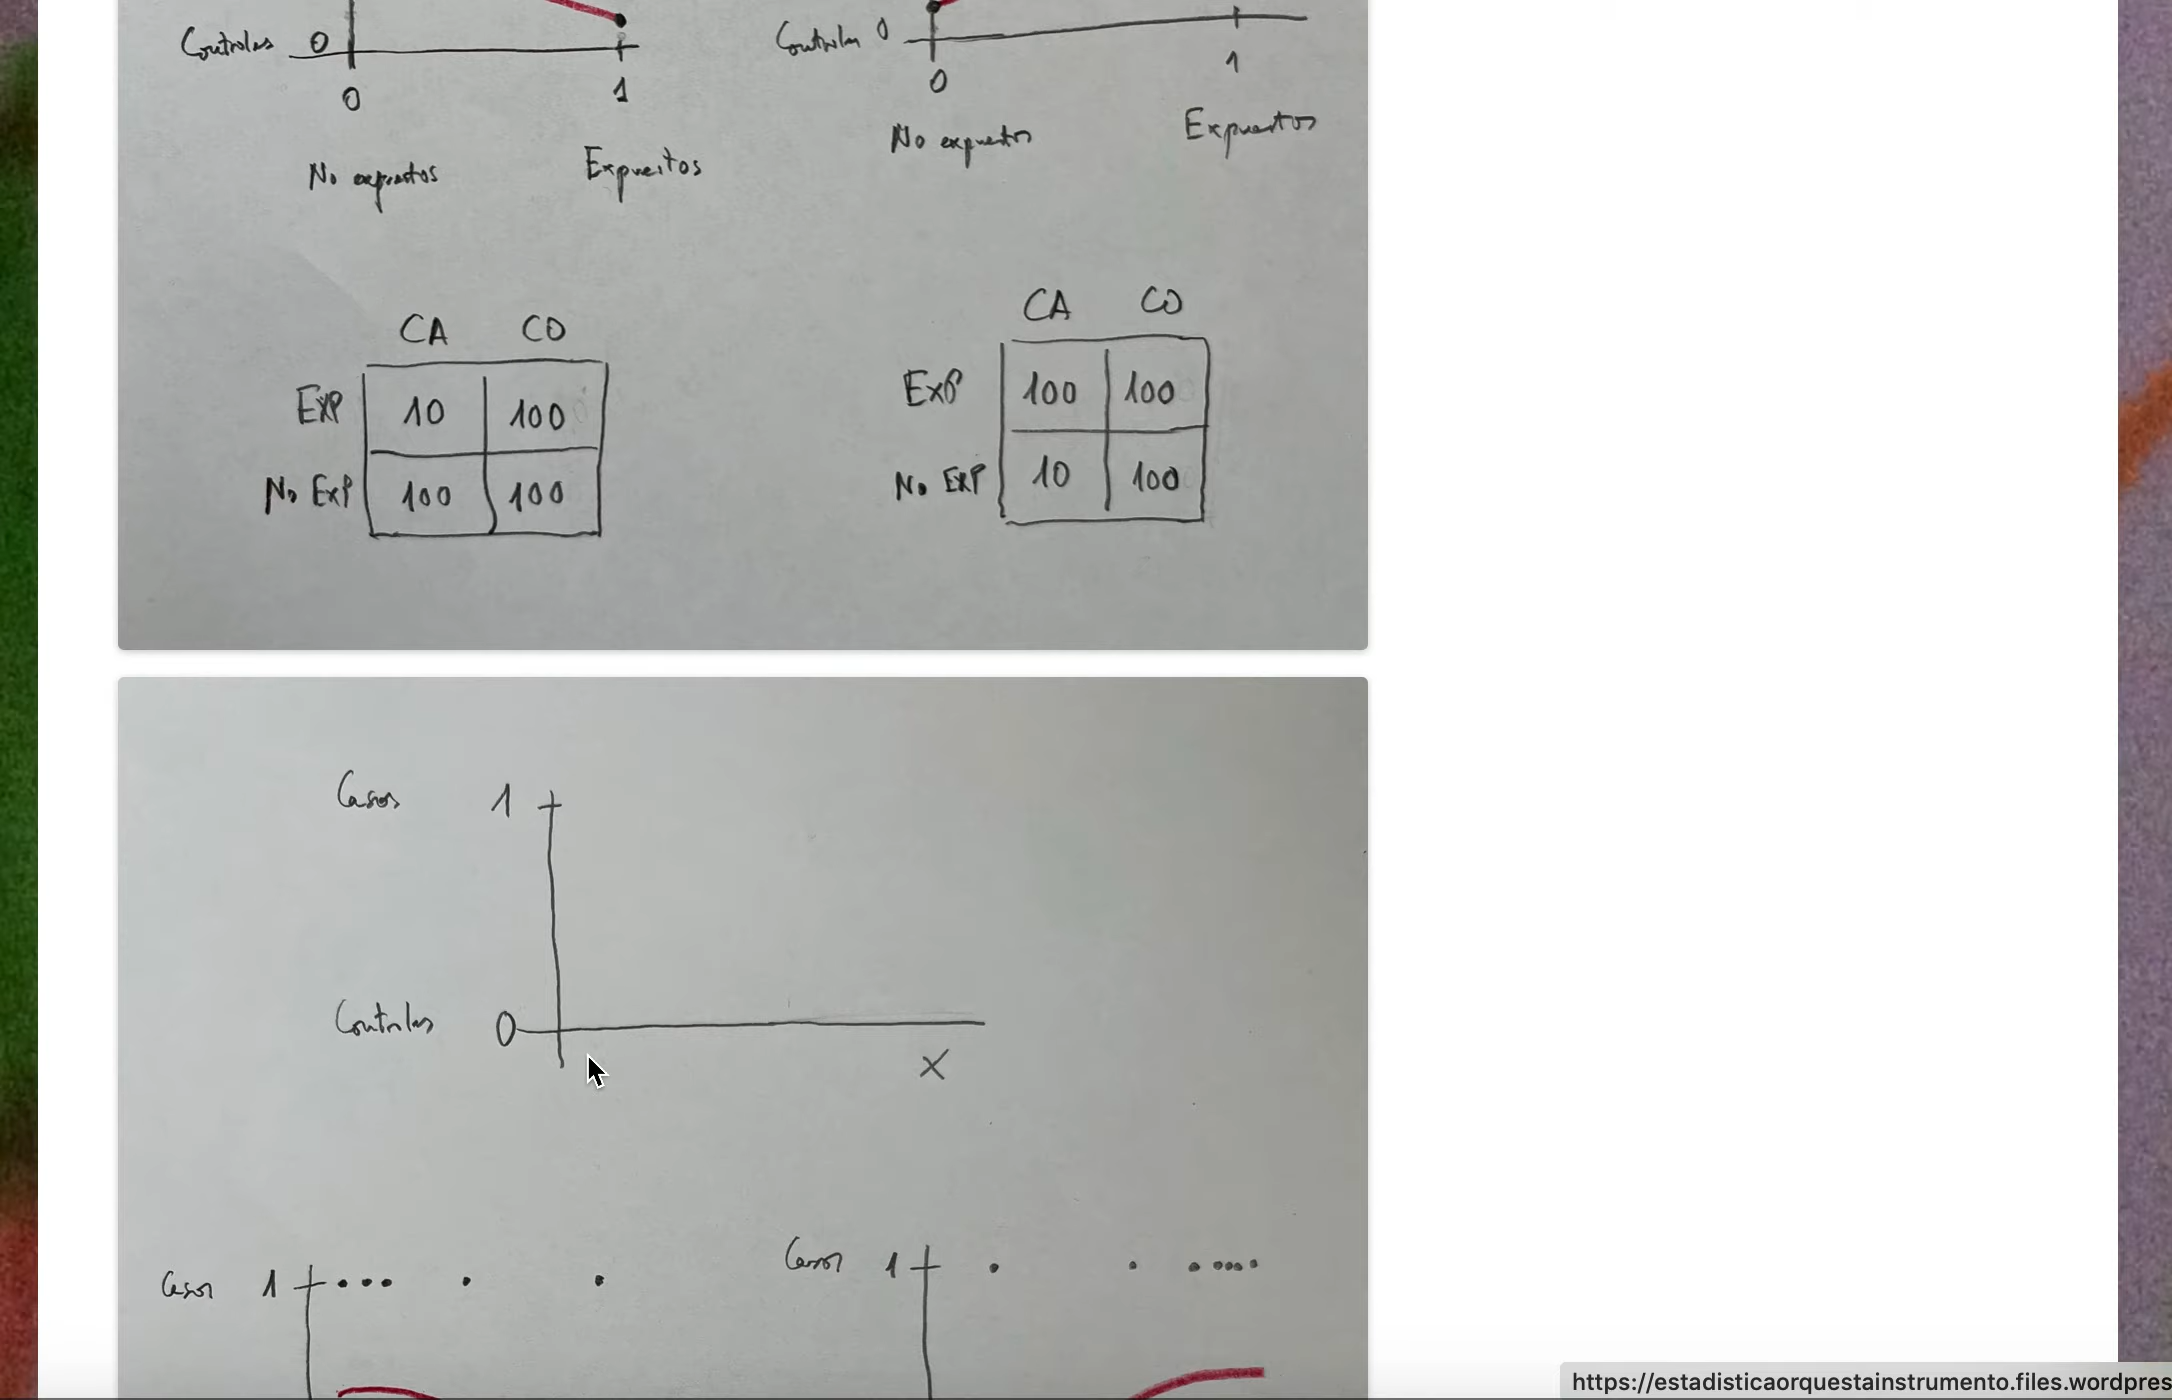 Controles 0
0 1
No expuestos Expuestos
Controles 0
0 1
No expuestos Expuestos
CA CO
EXP 10 100
No EXP 100 100
CA CO
EXP 100 100
No EXP 10 100
Casos 1
Controles 0
X
Casos 1
Casos 1
https://estadisticaorquestainstrumento.files.wordpres